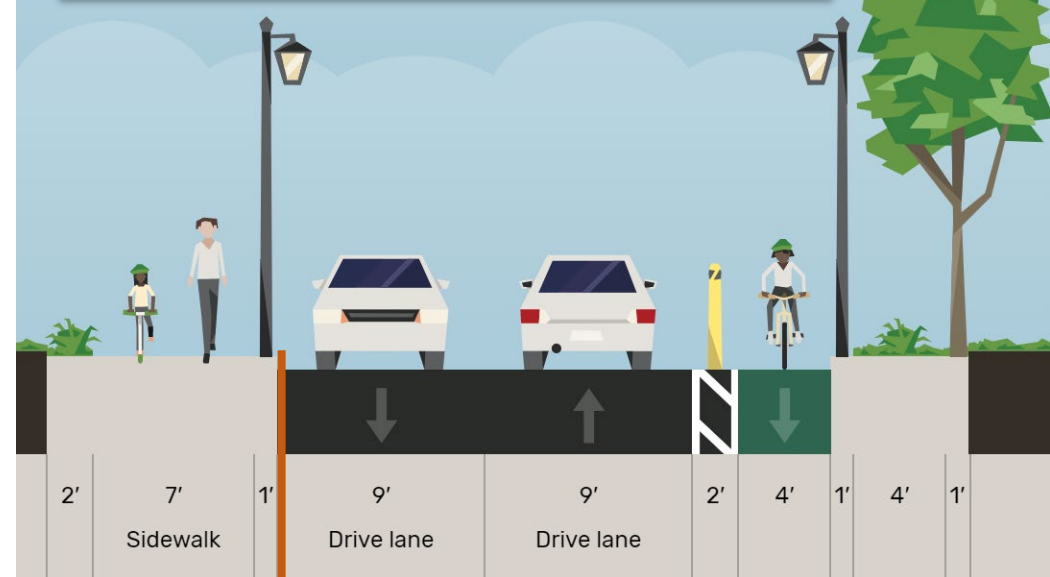 2′ 7′ 1′ 9′ 9′ 2′ 4′ 1′ 4′ 1′
Sidewalk Drive lane Drive lane